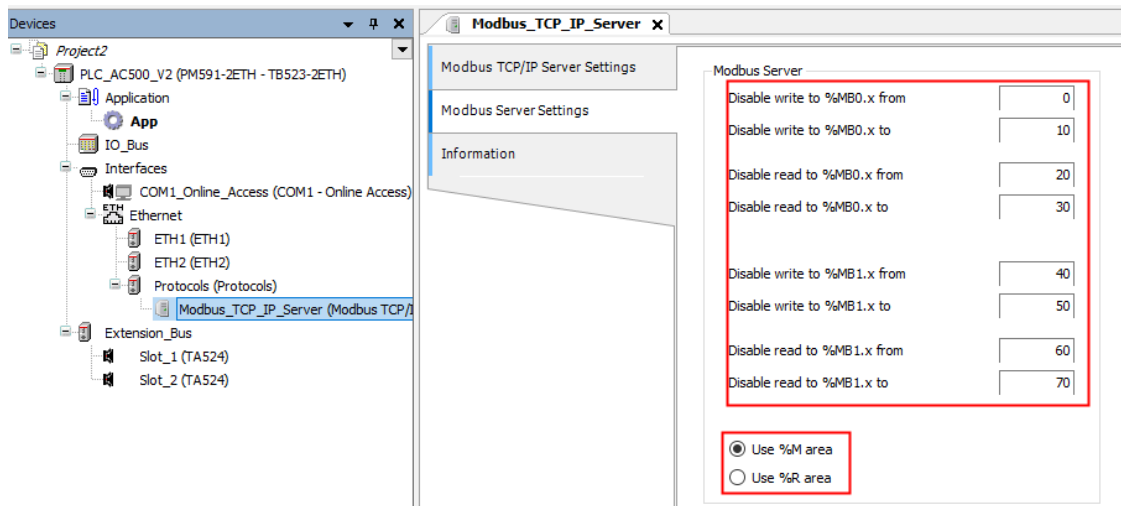 Devices
Project2
PLC_AC500_V2 (PM591-2ETH - TB523-2ETH)
Application
App
IO_Bus
Interfaces
COM1_Online_Access (COM1 - Online Access)
ETH
Ethernet
ETH1 (ETH1)
ETH2 (ETH2)
Protocols (Protocols)
Modbus_TCP_IP_Server (Modbus TCP/
Extension_Bus
Slot_1 (TA524)
Slot_2 (TA524)
Modbus_TCP_IP_Server
Modbus TCP/IP Server Settings
Modbus Server Settings
Information
Modbus Server
Disable write to %MB0.x from 0
Disable write to %MB0.x to 10
Disable read to %MB0.x from 20
Disable read to %MB0.x to 30
Disable write to %MB1.x from 40
Disable write to %MB1.x to 50
Disable read to %MB1.x from 60
Disable read to %MB1.x to 70
Use %M area
Use %R area